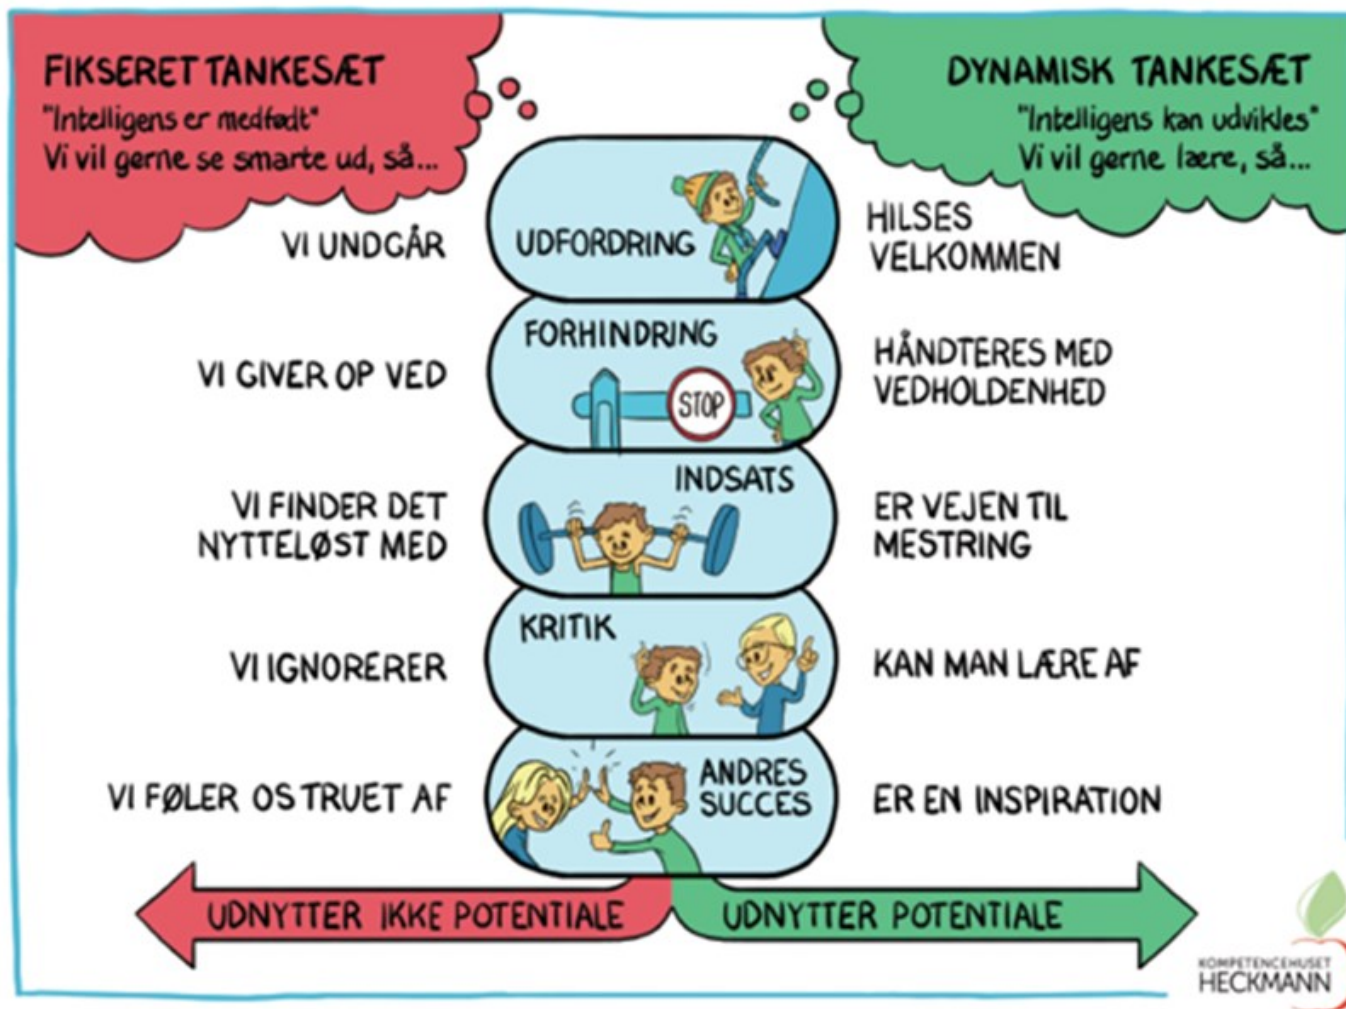 FIKSERET TANKESÆT
"Intelligens er medfødt"
Vi vil gerne se smarte ud, så...
DYNAMISK TANKESÆT
"Intelligens kan udvikles"
Vi vil gerne lære, så...
VI UNDGÅR
UDFORDRING
HILSES
VELKOMMEN
VI GIVER OP VED
FORHINDRING
STOP
HÅNDTERES MED
VEDHOLDENHED
VI FINDER DET
NYTTELØST MED
INDSATS
ER VEJEN TIL
MESTRING
VI IGNORERER
KRITIK
KAN MAN LÆRE AF
VI FØLER OS TRUET AF
ANDRES
SUCCES
ER EN INSPIRATION
UDNYTTER IKKE POTENTIALE
UDNYTTER POTENTIALE
KOMPETENCEHUSET
HECKMANN